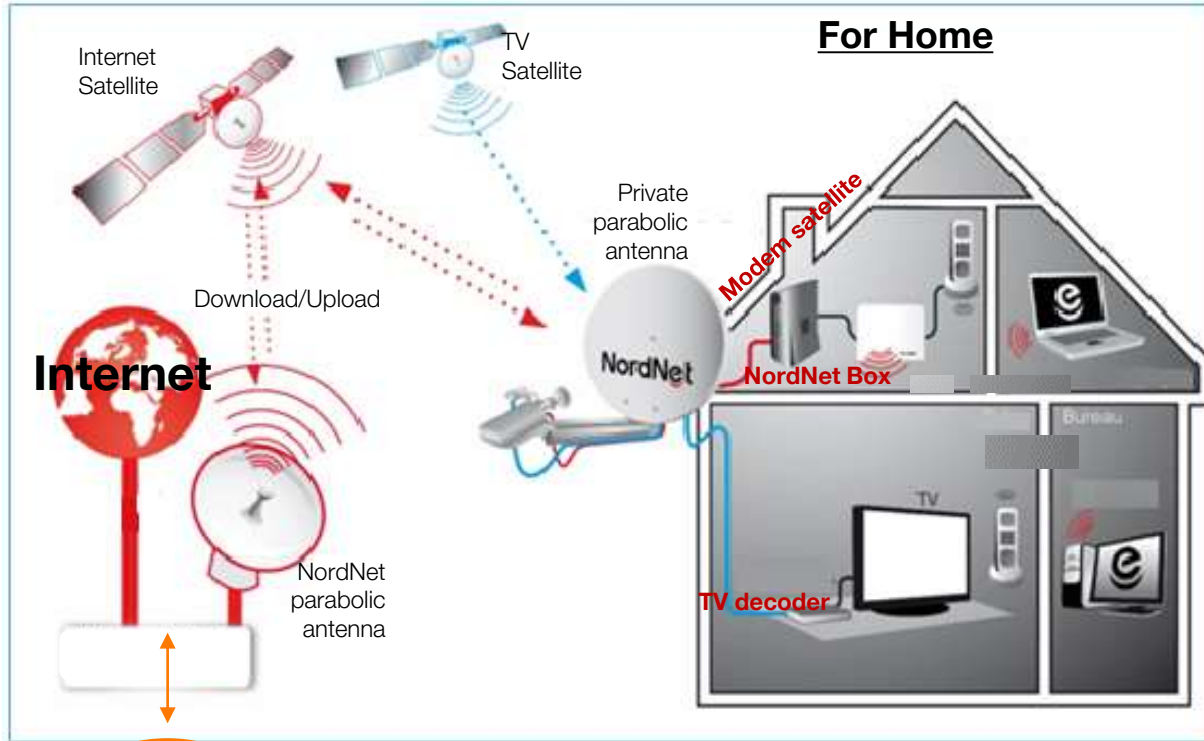 For Home
Internet
Satellite
TV
Satellite
Private
parabolic
antenna
Modem satellite
Download/Upload
Internet
NordNet
NordNet Box
Bureau
TV
NordNet
parabolic
antenna
TV decoder